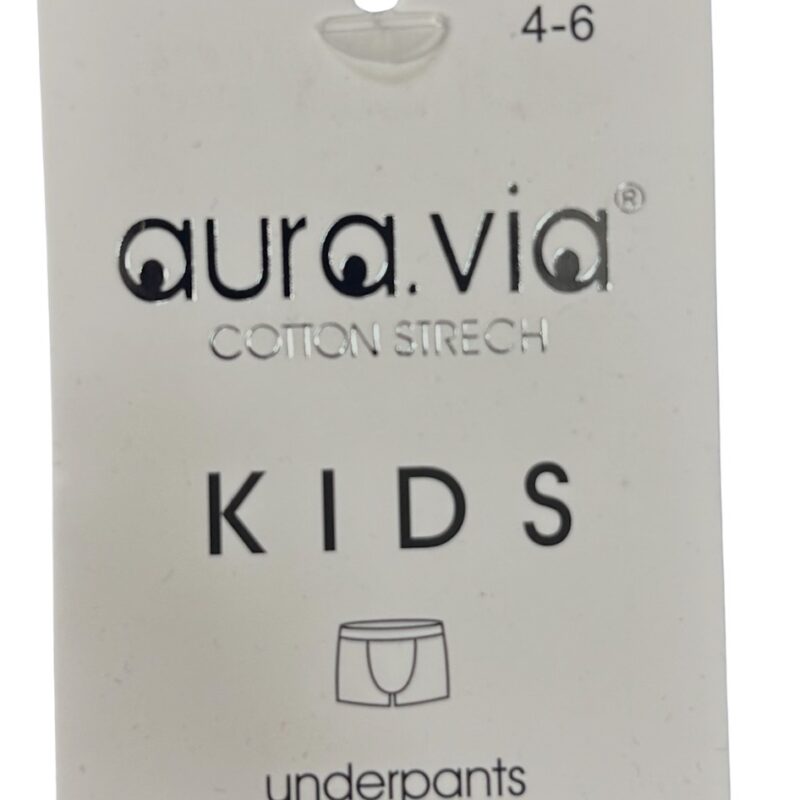 4-6
aura.via®
COTTON STRECH
KIDS
underpants